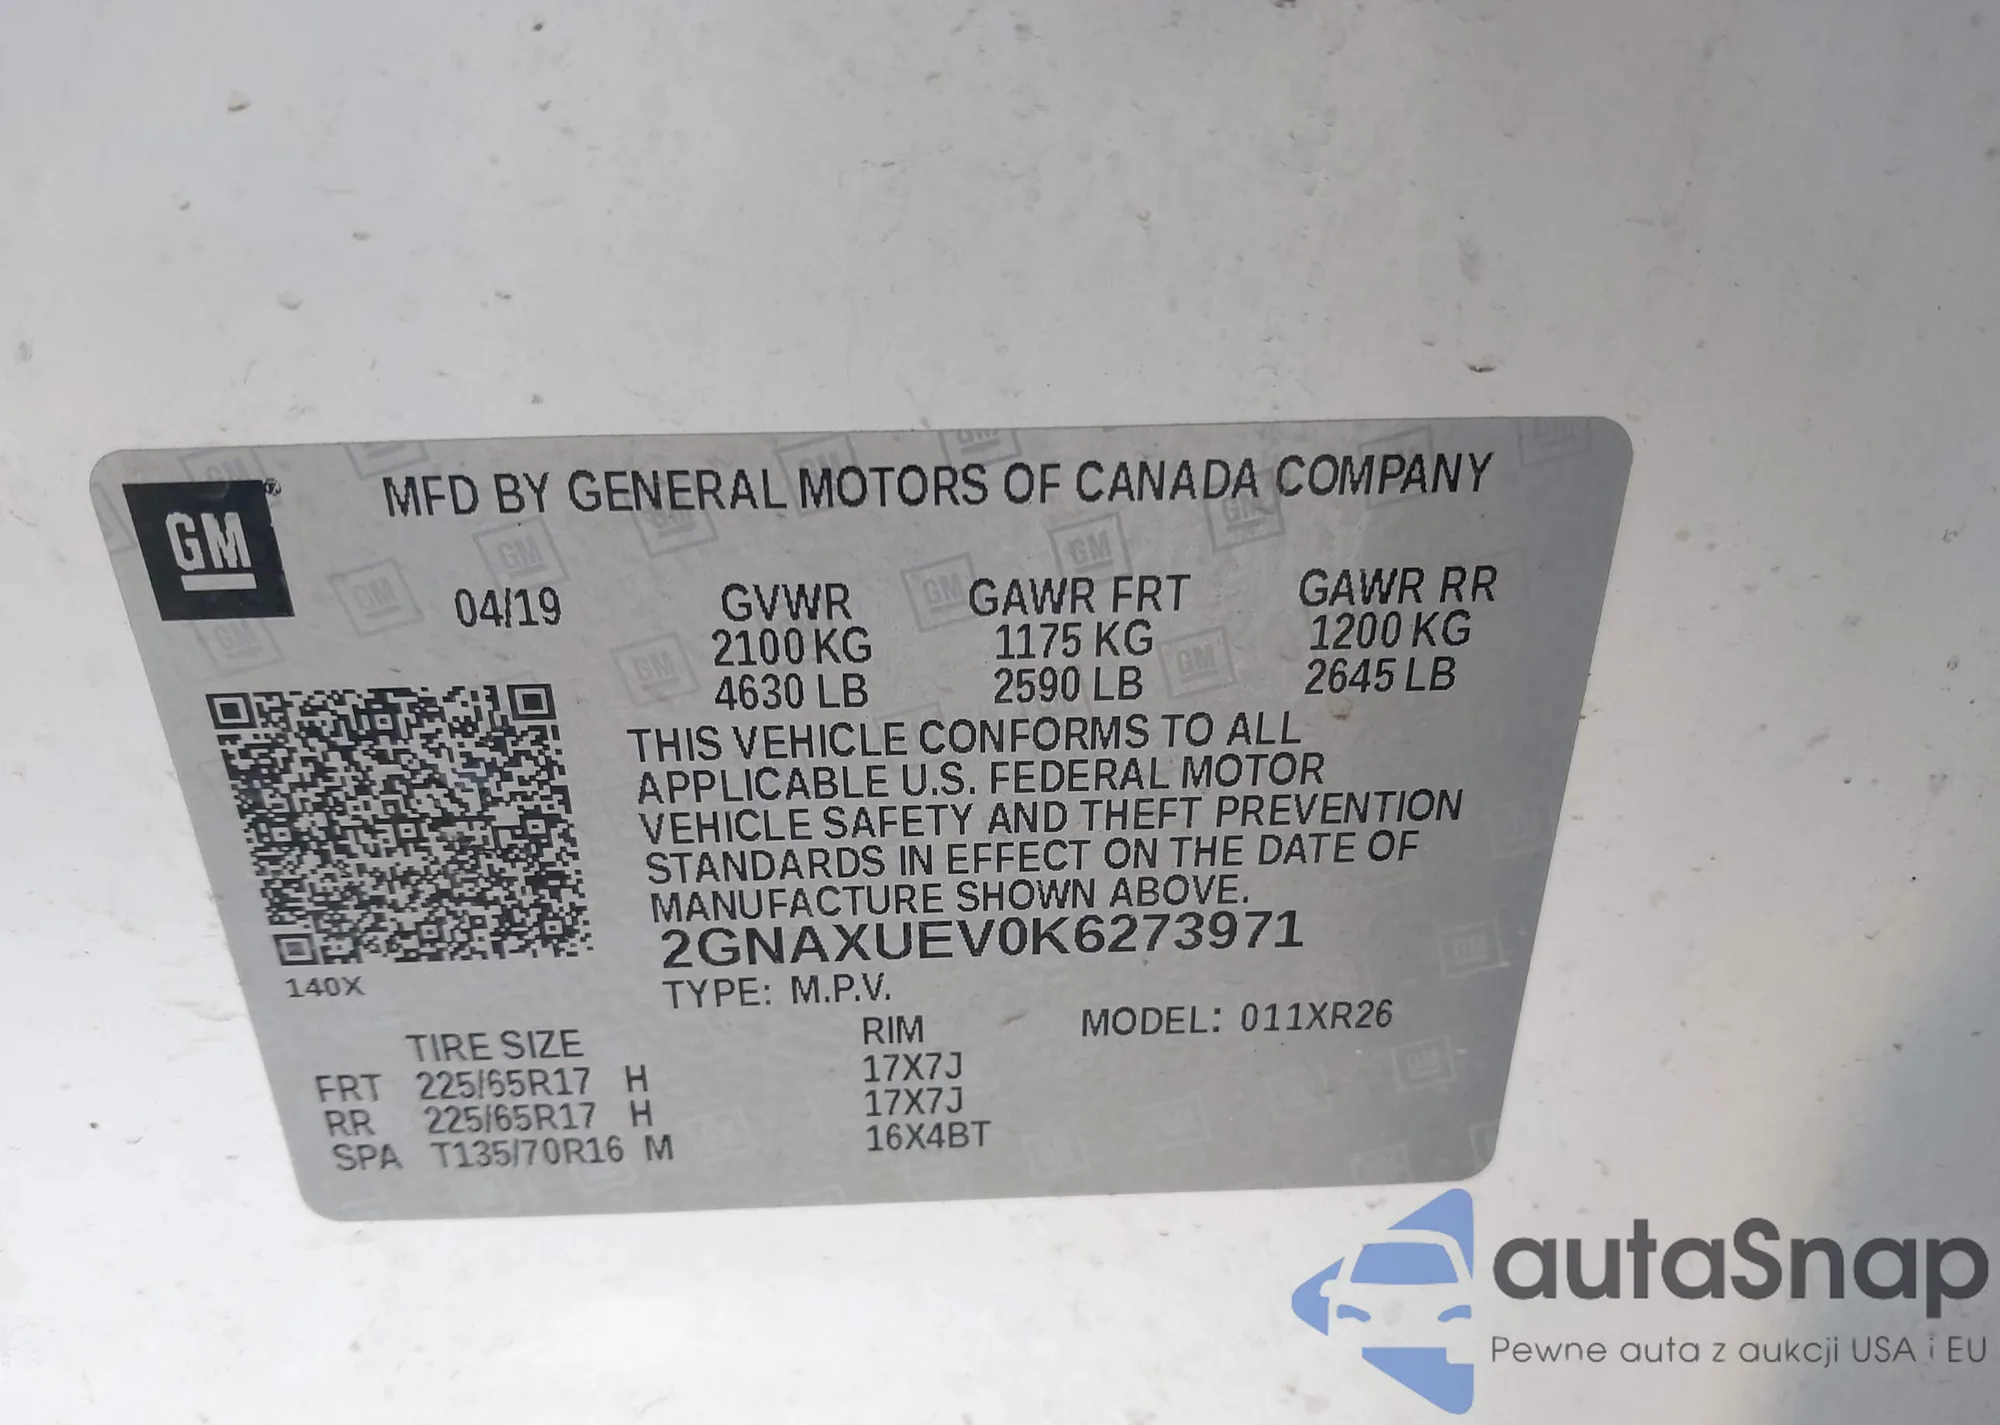 GM
MFD BY GENERAL MOTORS OF CANADA COMPANY
04/19 GVWR GAWR FRT GAWR RR
2100 KG 1175 KG 1200 KG
4630 LB 2590 LB 2645 LB
THIS VEHICLE CONFORMS TO ALL
APPLICABLE U.S. FEDERAL MOTOR
VEHICLE SAFETY AND THEFT PREVENTION
STANDARDS IN EFFECT ON THE DATE OF
MANUFACTURE SHOWN ABOVE.
2GNAXUEV0K6273971
140X
TYPE: M.P.V.
TIRE SIZE RIM MODEL: 011XR26
FRT 225/65R17 H 17X7J
RR 225/65R17 H 17X7J
SPA T135/70R16 M 16X4BT
autaSnap
Pewne auta z aukcji USA i EU